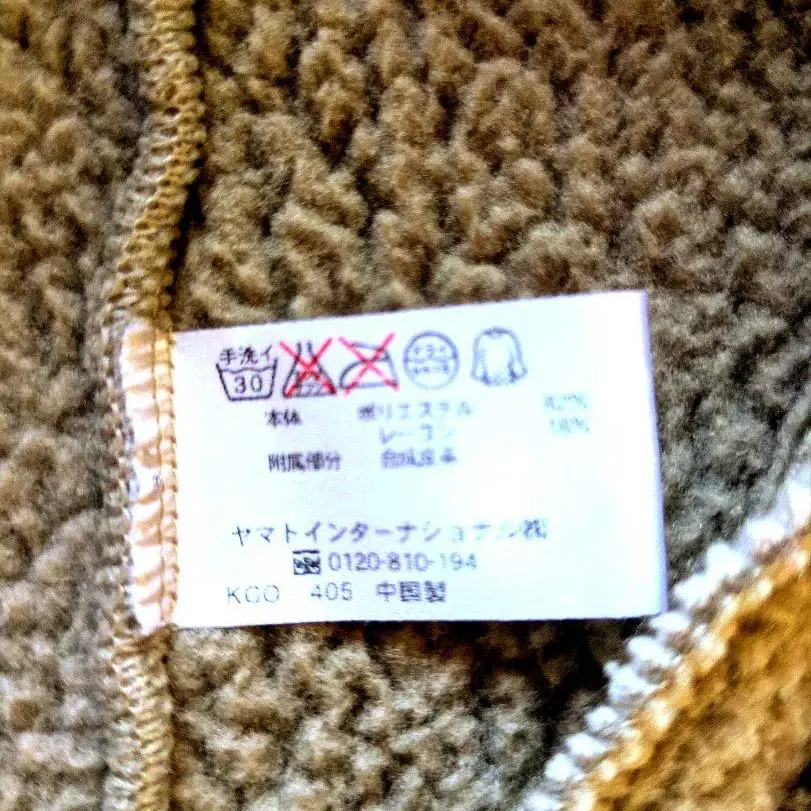 手洗イ
30
本体 ポリエステル
レーヨン
附属部分 合成皮革
ヤマトインターナショナル㈱
0120-810-194
KCO 405 中国製